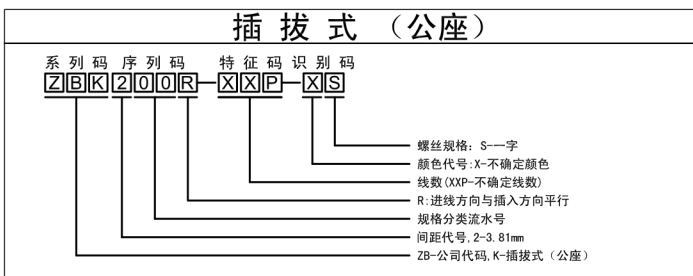 插拔式（公座）
系列码 序列码 特征码 识别码
ZBK200R-XXP-XS
螺丝规格：S-一字
颜色代号:X-不确定颜色
线数(XXP-不确定线数)
R:进线方向与插入方向平行
规格分类流水号
间距代号,2-3.81mm
ZB-公司代码,K-插拔式（公座）